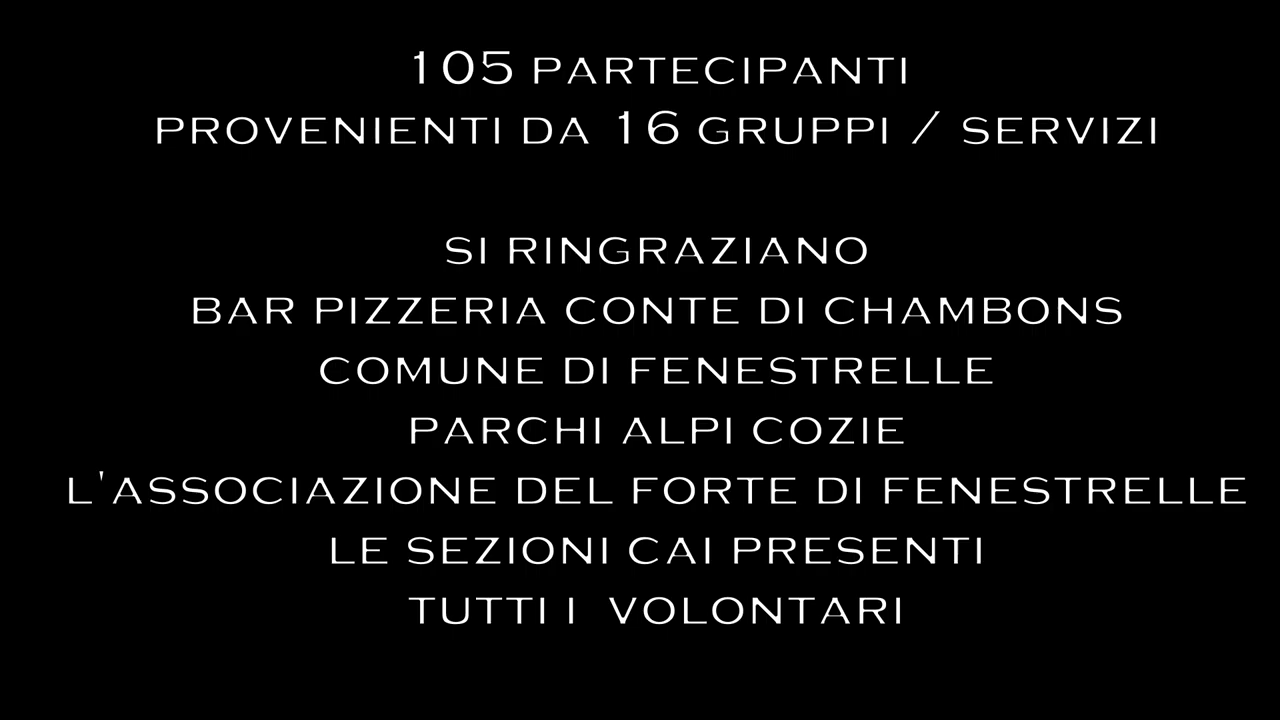 105 PARTECIPANTI
PROVENIENTI DA 16 GRUPPI / SERVIZI
SI RINGRAZIANO
BAR PIZZERIA CONTE DI CHAMBONS
COMUNE DI FENESTRELLE
PARCHI ALPI COZIE
L'ASSOCIAZIONE DEL FORTE DI FENESTRELLE
LE SEZIONI CAI PRESENTI
TUTTI I VOLONTARI